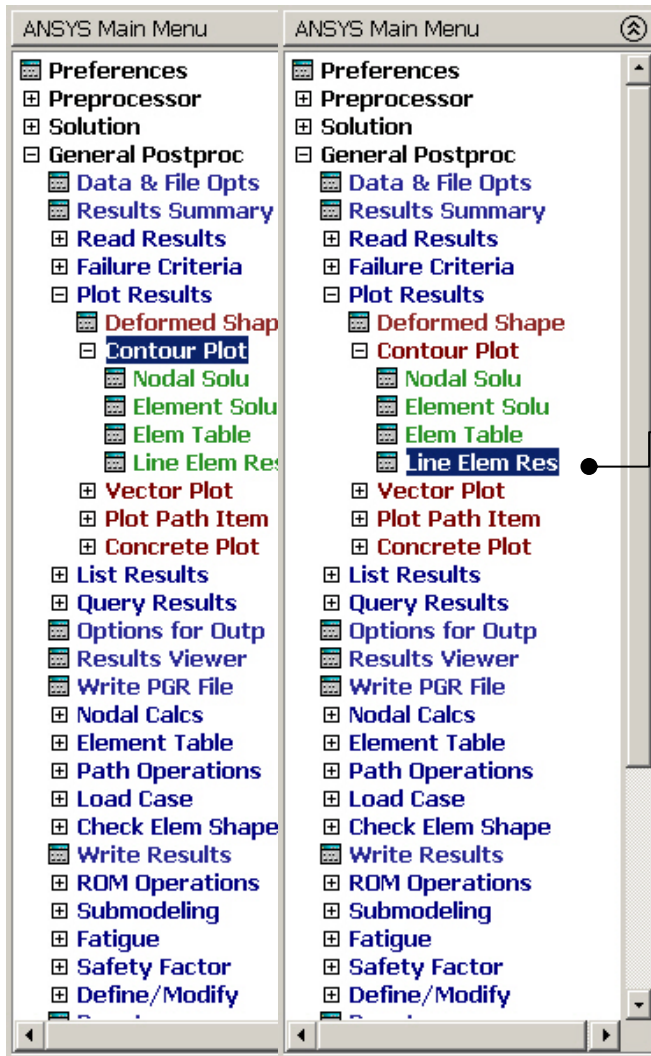 ANSYS Main Menu
Preferences
Preprocessor
Solution
General Postproc
Data & File Opts
Results Summary
Read Results
Failure Criteria
Plot Results
Deformed Shap
Contour Plot
Nodal Solu
Element Solu
Elem Table
Line Elem Res
Vector Plot
Plot Path Item
Concrete Plot
List Results
Query Results
Options for Outp
Results Viewer
Write PGR File
Nodal Calcs
Element Table
Path Operations
Load Case
Check Elem Shape
Write Results
ROM Operations
Submodeling
Fatigue
Safety Factor
Define/Modify
ANSYS Main Menu
Preferences
Preprocessor
Solution
General Postproc
Data & File Opts
Results Summary
Read Results
Failure Criteria
Plot Results
Deformed Shape
Contour Plot
Nodal Solu
Element Solu
Elem Table
Line Elem Res
Vector Plot
Plot Path Item
Concrete Plot
List Results
Query Results
Options for Outp
Results Viewer
Write PGR File
Nodal Calcs
Element Table
Path Operations
Load Case
Check Elem Shape
Write Results
ROM Operations
Submodeling
Fatigue
Safety Factor
Define/Modify